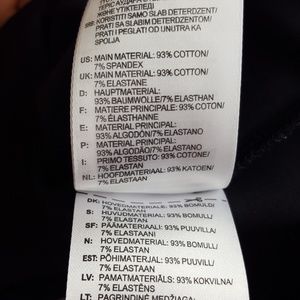 KORISTITI SAMO SLAB DETERDZENT/
PRATI SA SLABIM DETERDZENTOM/
PRATI I PEGLATI OD UNUTRA KA
SPOLJA
US: MAIN MATERIAL: 93% COTTON/
7% SPANDEX
UK: MAIN MATERIAL: 93% COTTON/
7% ELASTANE
D: HAUPTMATERIAL:
93% BAUMWOLLE/7% ELASTHAN
F: MATIERE PRINCIPALE: 93% COTON/
7% ÉLASTHANNE
E: MATERIAL PRINCIPAL:
93% ALGODÓN/7% ELASTANO
P: MATERIAL PRINCIPAL:
93% ALGODÃO/7% ELASTANO
I: PRIMO TESSUTO: 93% COTONE/
7% ELASTAN
NL: HOOFDMATERIAAL: 93% KATOEN/
7% ELASTAAN
DK: HOVEDMATERIALE: 93% BOMULD/
7% ELASTAN
S: HUVUDMATERIAL: 93% BOMULL/
7% ELASTAN
SF: PÄÄMATERIAALI: 93% PUUVILLA/
7% ELASTAANI
N: HOVEDMATERIAL: 93% BOMULL/
7% ELASTAN
EST: PÕHIMATERJAL: 93% PUUVILL/
7% ELASTAAN
LV: PAMATMATERIĀLS: 93% KOKVILNA/
7% ELASTĒNS
LT: PAGRINDINĖ MEDŽIAGA: